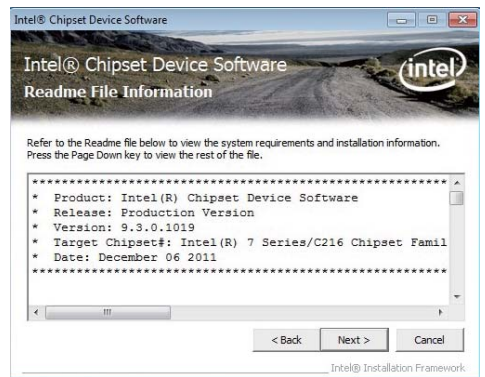 Intel® Chipset Device Software
Intel® Chipset Device Software
intel
Readme File Information
Refer to the Readme file below to view the system requirements and installation information.
Press the Page Down key to view the rest of the file.
******************************************************
* Product: Intel(R) Chipset Device Software
* Release: Production Version
* Version: 9.3.0.1019
* Target Chipset#: Intel(R) 7 Series/C216 Chipset Famil
* Date: December 06 2011
******************************************************
< Back Next > Cancel
Intel® Installation Framework